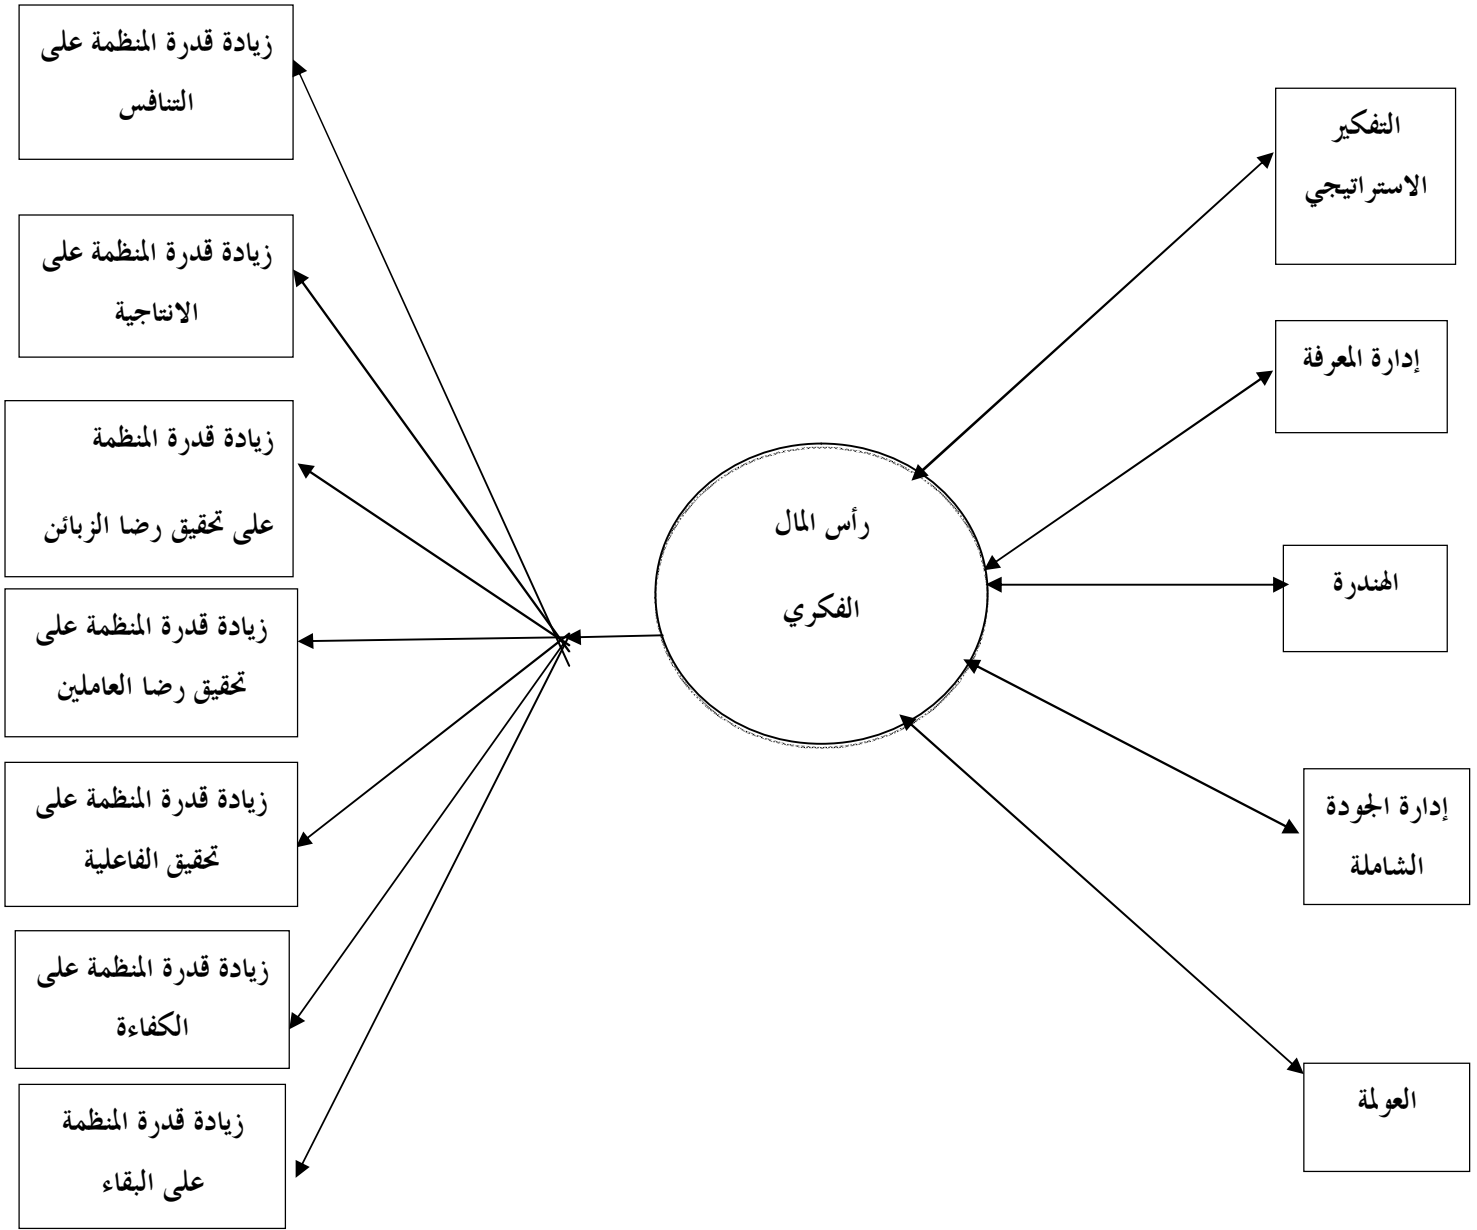 التفكير
الاستراتيجي
إدارة المعرفة
الهندرة
إدارة الجودة
الشاملة
العولمة
رأس المال
الفكري
زيادة قدرة المنظمة على
التنافس
زيادة قدرة المنظمة على
الانتاجية
زيادة قدرة المنظمة
على تحقيق رضا الزبائن
زيادة قدرة المنظمة على
تحقيق رضا العاملين
زيادة قدرة المنظمة على
تحقيق الفاعلية
زيادة قدرة المنظمة على
الكفاءة
زيادة قدرة المنظمة
على البقاء